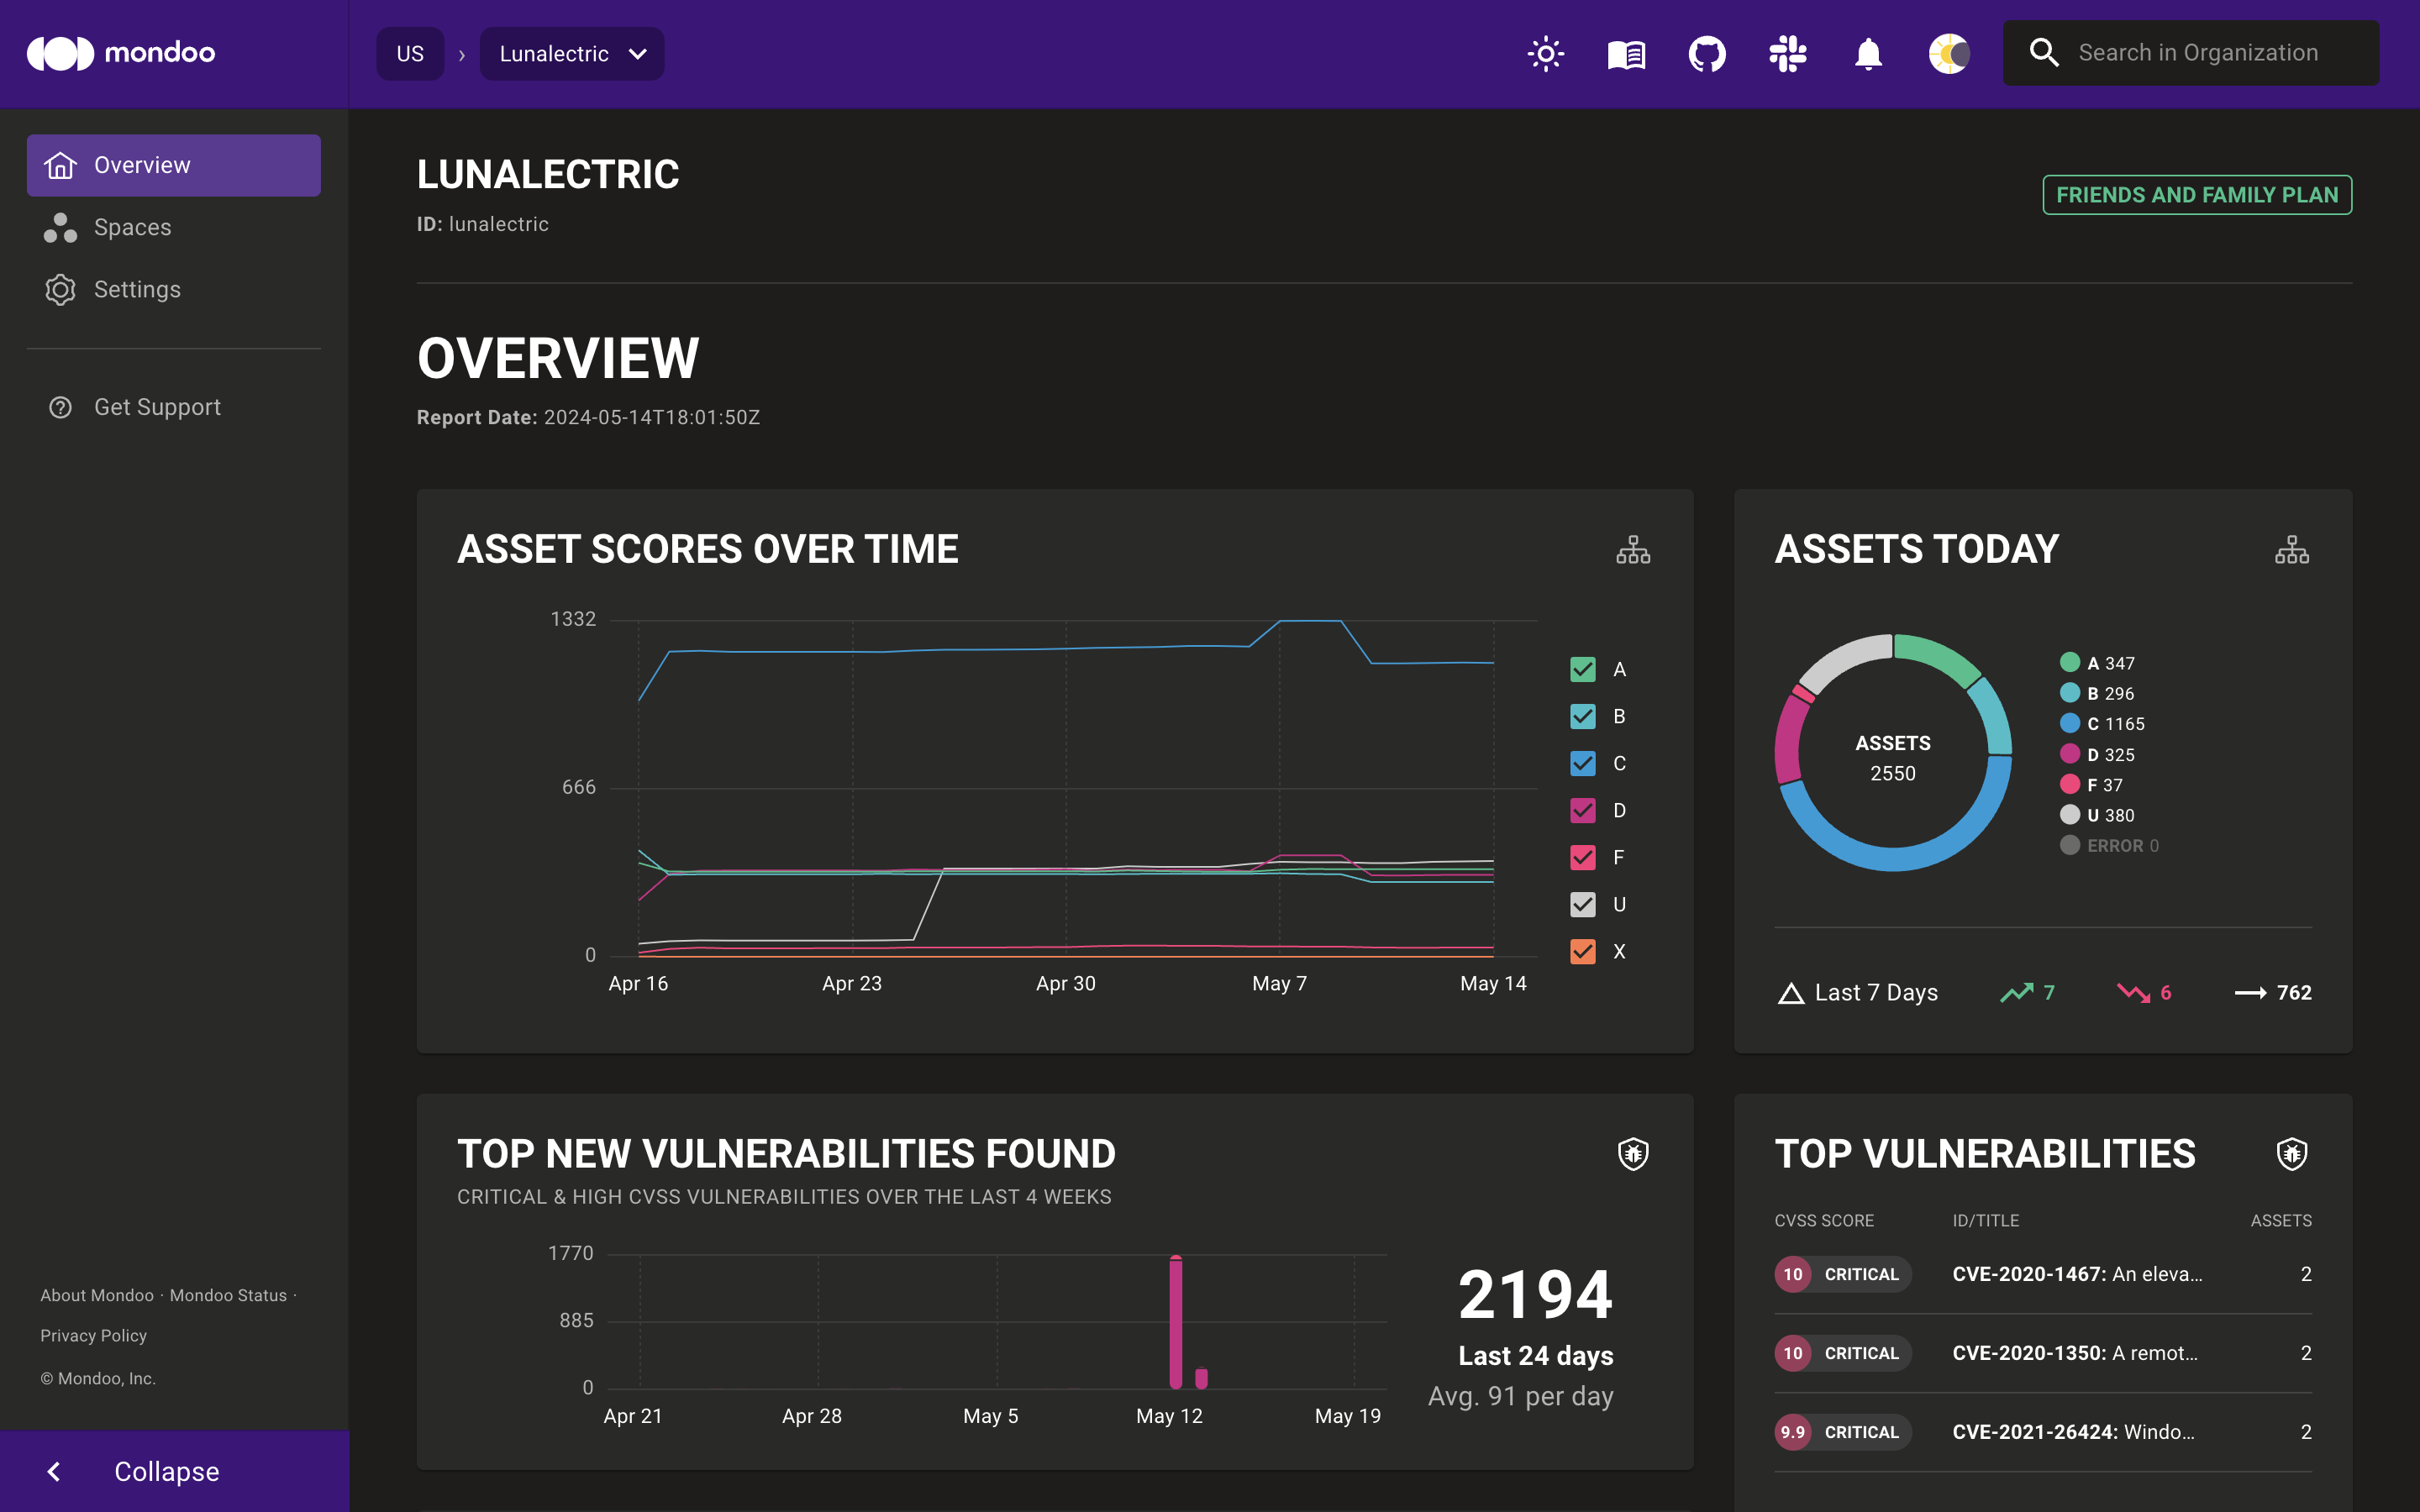 mondoo
US › Lunalectric
Search in Organization
Overview
Spaces
Settings
Get Support
About Mondoo · Mondoo Status ·
Privacy Policy
© Mondoo, Inc.
Collapse
LUNALECTRIC
ID: lunalectric
FRIENDS AND FAMILY PLAN
OVERVIEW
Report Date: 2024-05-14T18:01:50Z
ASSET SCORES OVER TIME
1332
666
0
Apr 16 Apr 23 Apr 30 May 7 May 14
A
B
C
D
F
U
X
ASSETS TODAY
ASSETS
2550
A 347
B 296
C 1165
D 325
F 37
U 380
ERROR 0
Last 7 Days 7 6 762
TOP NEW VULNERABILITIES FOUND
CRITICAL & HIGH CVSS VULNERABILITIES OVER THE LAST 4 WEEKS
1770
885
0
Apr 21 Apr 28 May 5 May 12 May 19
2194
Last 24 days
Avg. 91 per day
TOP VULNERABILITIES
CVSS SCORE ID/TITLE ASSETS
10 CRITICAL CVE-2020-1467: An eleva... 2
10 CRITICAL CVE-2020-1350: A remot... 2
9.9 CRITICAL CVE-2021-26424: Windo... 2